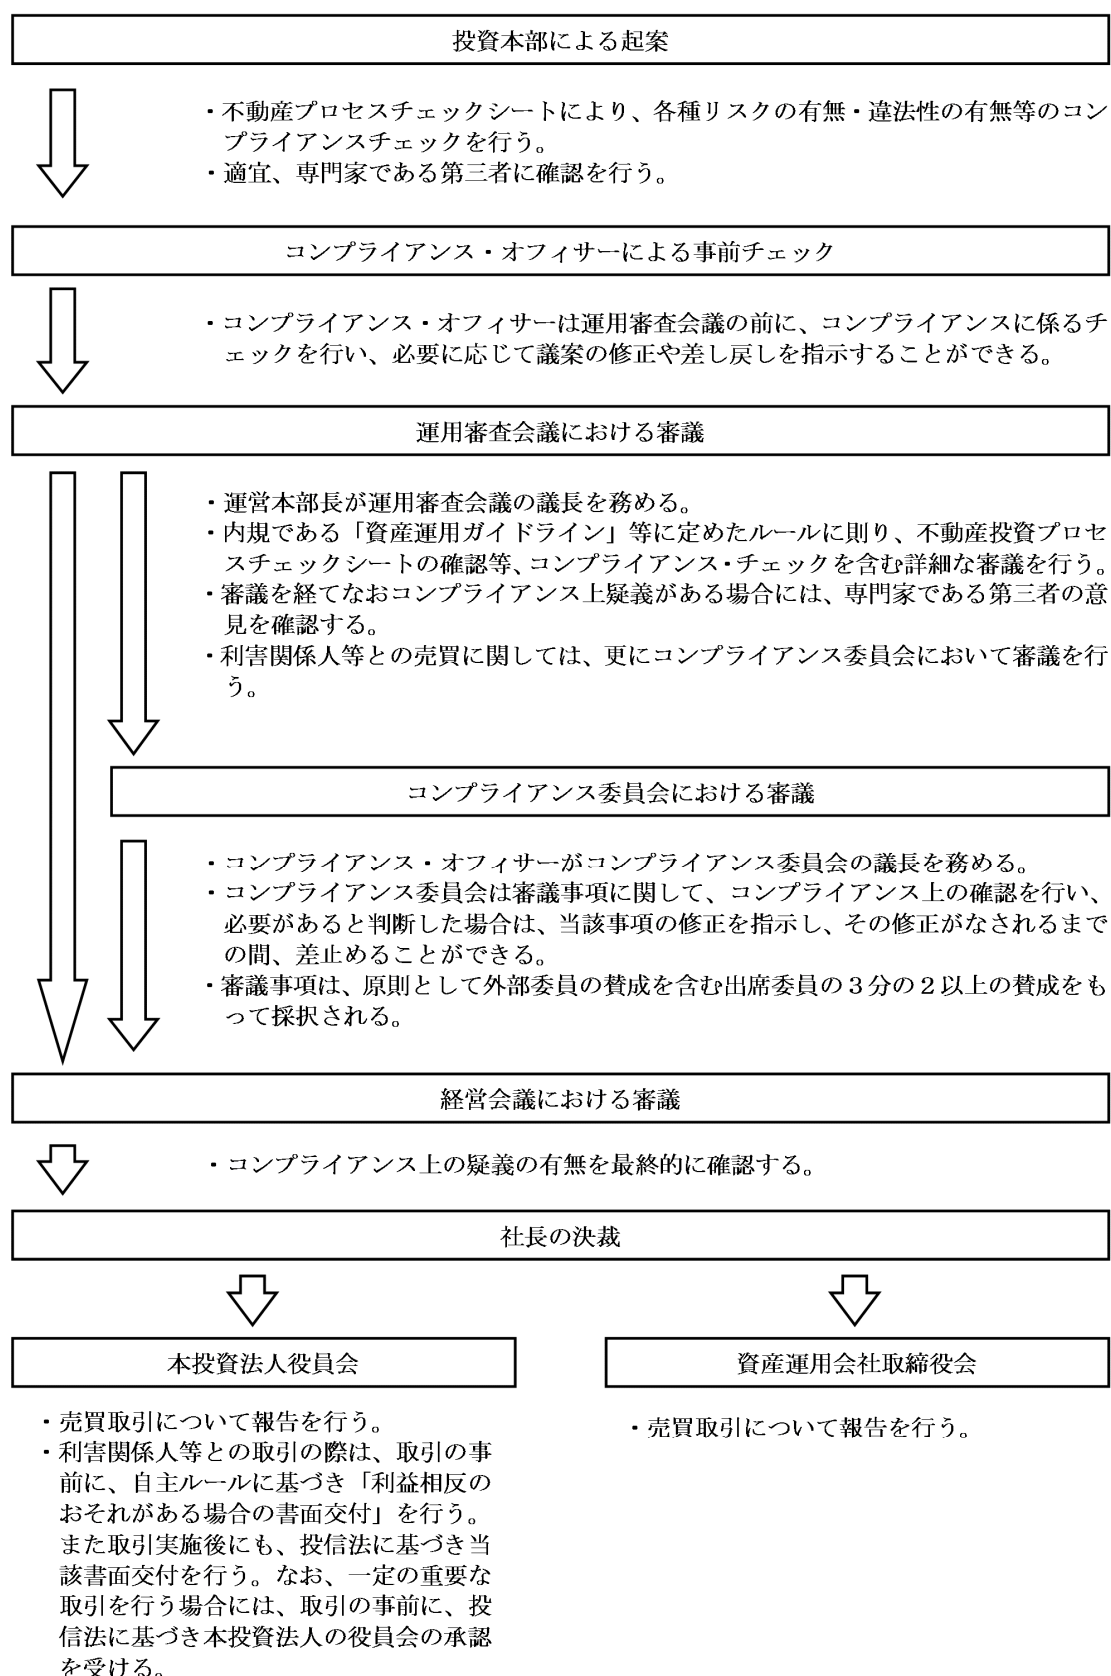 投資本部による起案
・不動産プロセスチェックシートにより、各種リスクの有無・違法性の有無等のコン
プライアンスチェックを行う。
・適宜、専門家である第三者に確認を行う。
コンプライアンス・オフィサーによる事前チェック
・コンプライアンス・オフィサーは運用審査会議の前に、コンプライアンスに係るチ
ェックを行い、必要に応じて議案の修正や差し戻しを指示することができる。
運用審査会議における審議
・運営本部長が運用審査会議の議長を務める。
・内規である「資産運用ガイドライン」等に定めたルールに則り、不動産投資プロセ
スチェックシートの確認等、コンプライアンス・チェックを含む詳細な審議を行う。
・審議を経てなおコンプライアンス上疑義がある場合には、専門家である第三者の意
見を確認する。
・利害関係人等との売買に関しては、更にコンプライアンス委員会において審議を行
う。
コンプライアンス委員会における審議
・コンプライアンス・オフィサーがコンプライアンス委員会の議長を務める。
・コンプライアンス委員会は審議事項に関して、コンプライアンス上の確認を行い、
必要があると判断した場合は、当該事項の修正を指示し、その修正がなされるまで
の間、差止めることができる。
・審議事項は、原則として外部委員の賛成を含む出席委員の３分の２以上の賛成をも
って採択される。
経営会議における審議
・コンプライアンス上の疑義の有無を最終的に確認する。
社長の決裁
本投資法人役員会
・売買取引について報告を行う。
・利害関係人等との取引の際は、取引の事
前に、自主ルールに基づき「利益相反の
おそれがある場合の書面交付」を行う。
また取引実施後にも、投信法に基づき当
該書面交付を行う。なお、一定の重要な
取引を行う場合には、取引の事前に、投
信法に基づき本投資法人の役員会の承認
を受ける。
資産運用会社取締役会
・売買取引について報告を行う。